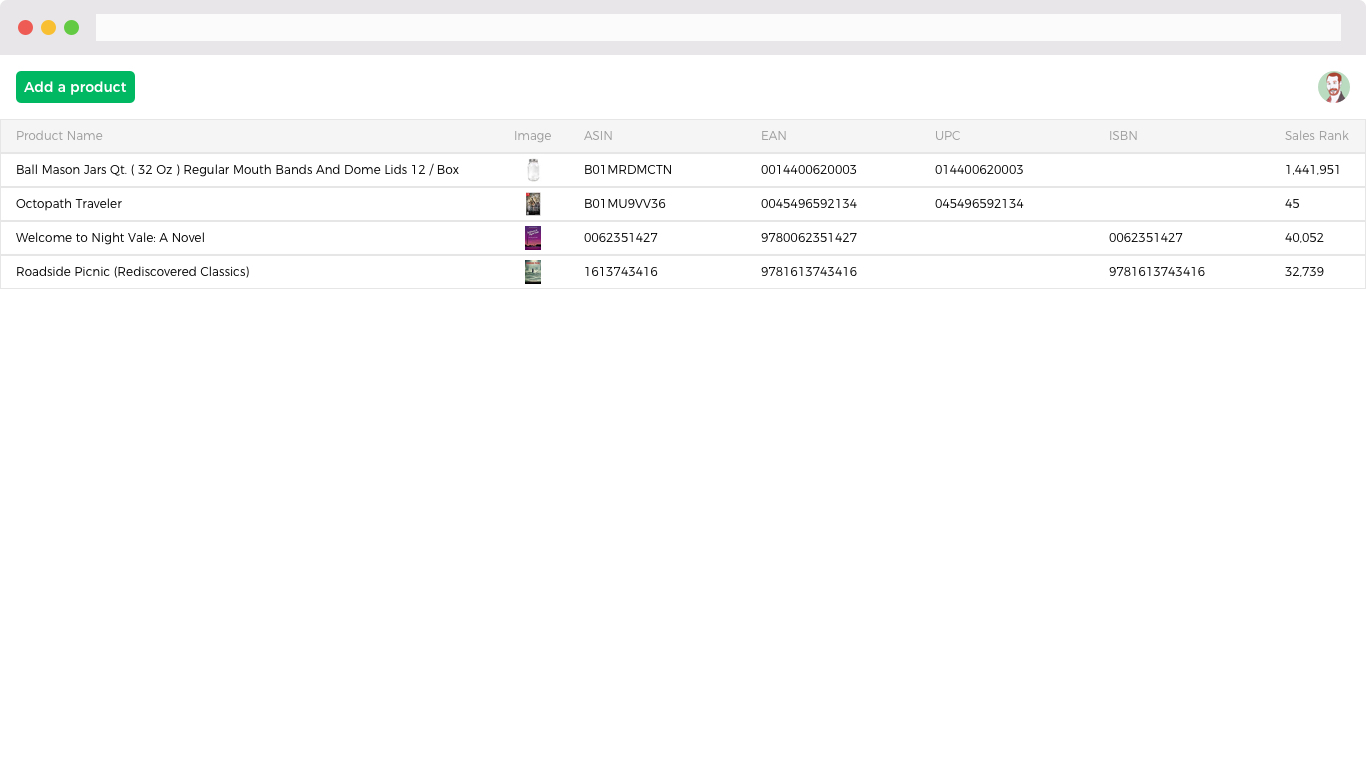 Add a product
Product Name Image ASIN EAN UPC ISBN Sales Rank
Ball Mason Jars Qt. ( 32 Oz ) Regular Mouth Bands And Dome Lids 12 / Box B01MRDMCTN 0014400620003 014400620003 1,441,951
Octopath Traveler B01MU9VV36 0045496592134 045496592134 45
Welcome to Night Vale: A Novel 0062351427 9780062351427 0062351427 40,052
Roadside Picnic (Rediscovered Classics) 1613743416 9781613743416 9781613743416 32,739